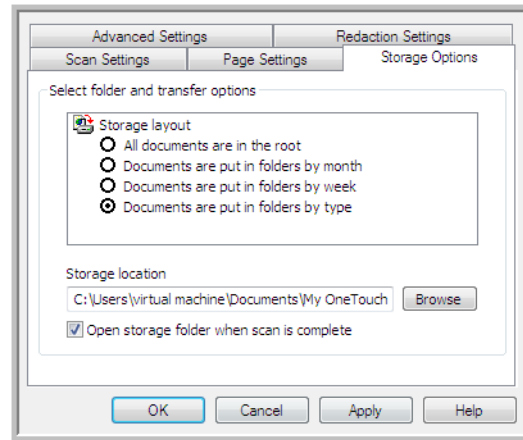 Advanced Settings Redaction Settings
Scan Settings Page Settings Storage Options
Select folder and transfer options
Storage layout
All documents are in the root
Documents are put in folders by month
Documents are put in folders by week
Documents are put in folders by type
Storage location
C:\Users\virtual machine\Documents\My OneTouch Browse
Open storage folder when scan is complete
OK Cancel Apply Help